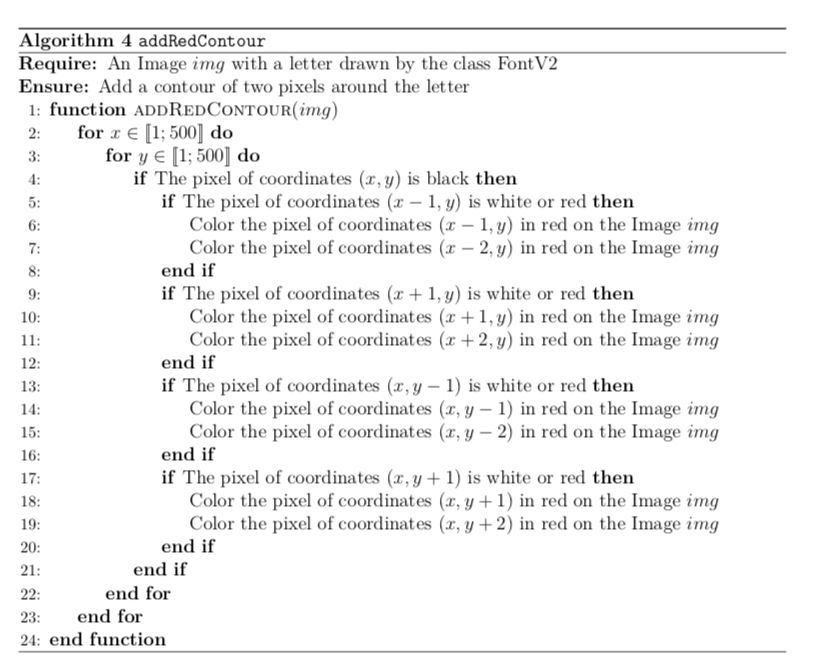 Algorithm 4 addRedContour
Require: An Image img with a letter drawn by the class FontV2
Ensure: Add a contour of two pixels around the letter
1: function ADDREDCONTOUR(img)
2: for x ∈ ⟦1; 500⟧ do
3: for y ∈ ⟦1; 500⟧ do
4: if The pixel of coordinates (x, y) is black then
5: if The pixel of coordinates (x − 1, y) is white or red then
6: Color the pixel of coordinates (x − 1, y) in red on the Image img
7: Color the pixel of coordinates (x − 2, y) in red on the Image img
8: end if
9: if The pixel of coordinates (x + 1, y) is white or red then
10: Color the pixel of coordinates (x + 1, y) in red on the Image img
11: Color the pixel of coordinates (x + 2, y) in red on the Image img
12: end if
13: if The pixel of coordinates (x, y − 1) is white or red then
14: Color the pixel of coordinates (x, y − 1) in red on the Image img
15: Color the pixel of coordinates (x, y − 2) in red on the Image img
16: end if
17: if The pixel of coordinates (x, y + 1) is white or red then
18: Color the pixel of coordinates (x, y + 1) in red on the Image img
19: Color the pixel of coordinates (x, y + 2) in red on the Image img
20: end if
21: end if
22: end for
23: end for
24: end function